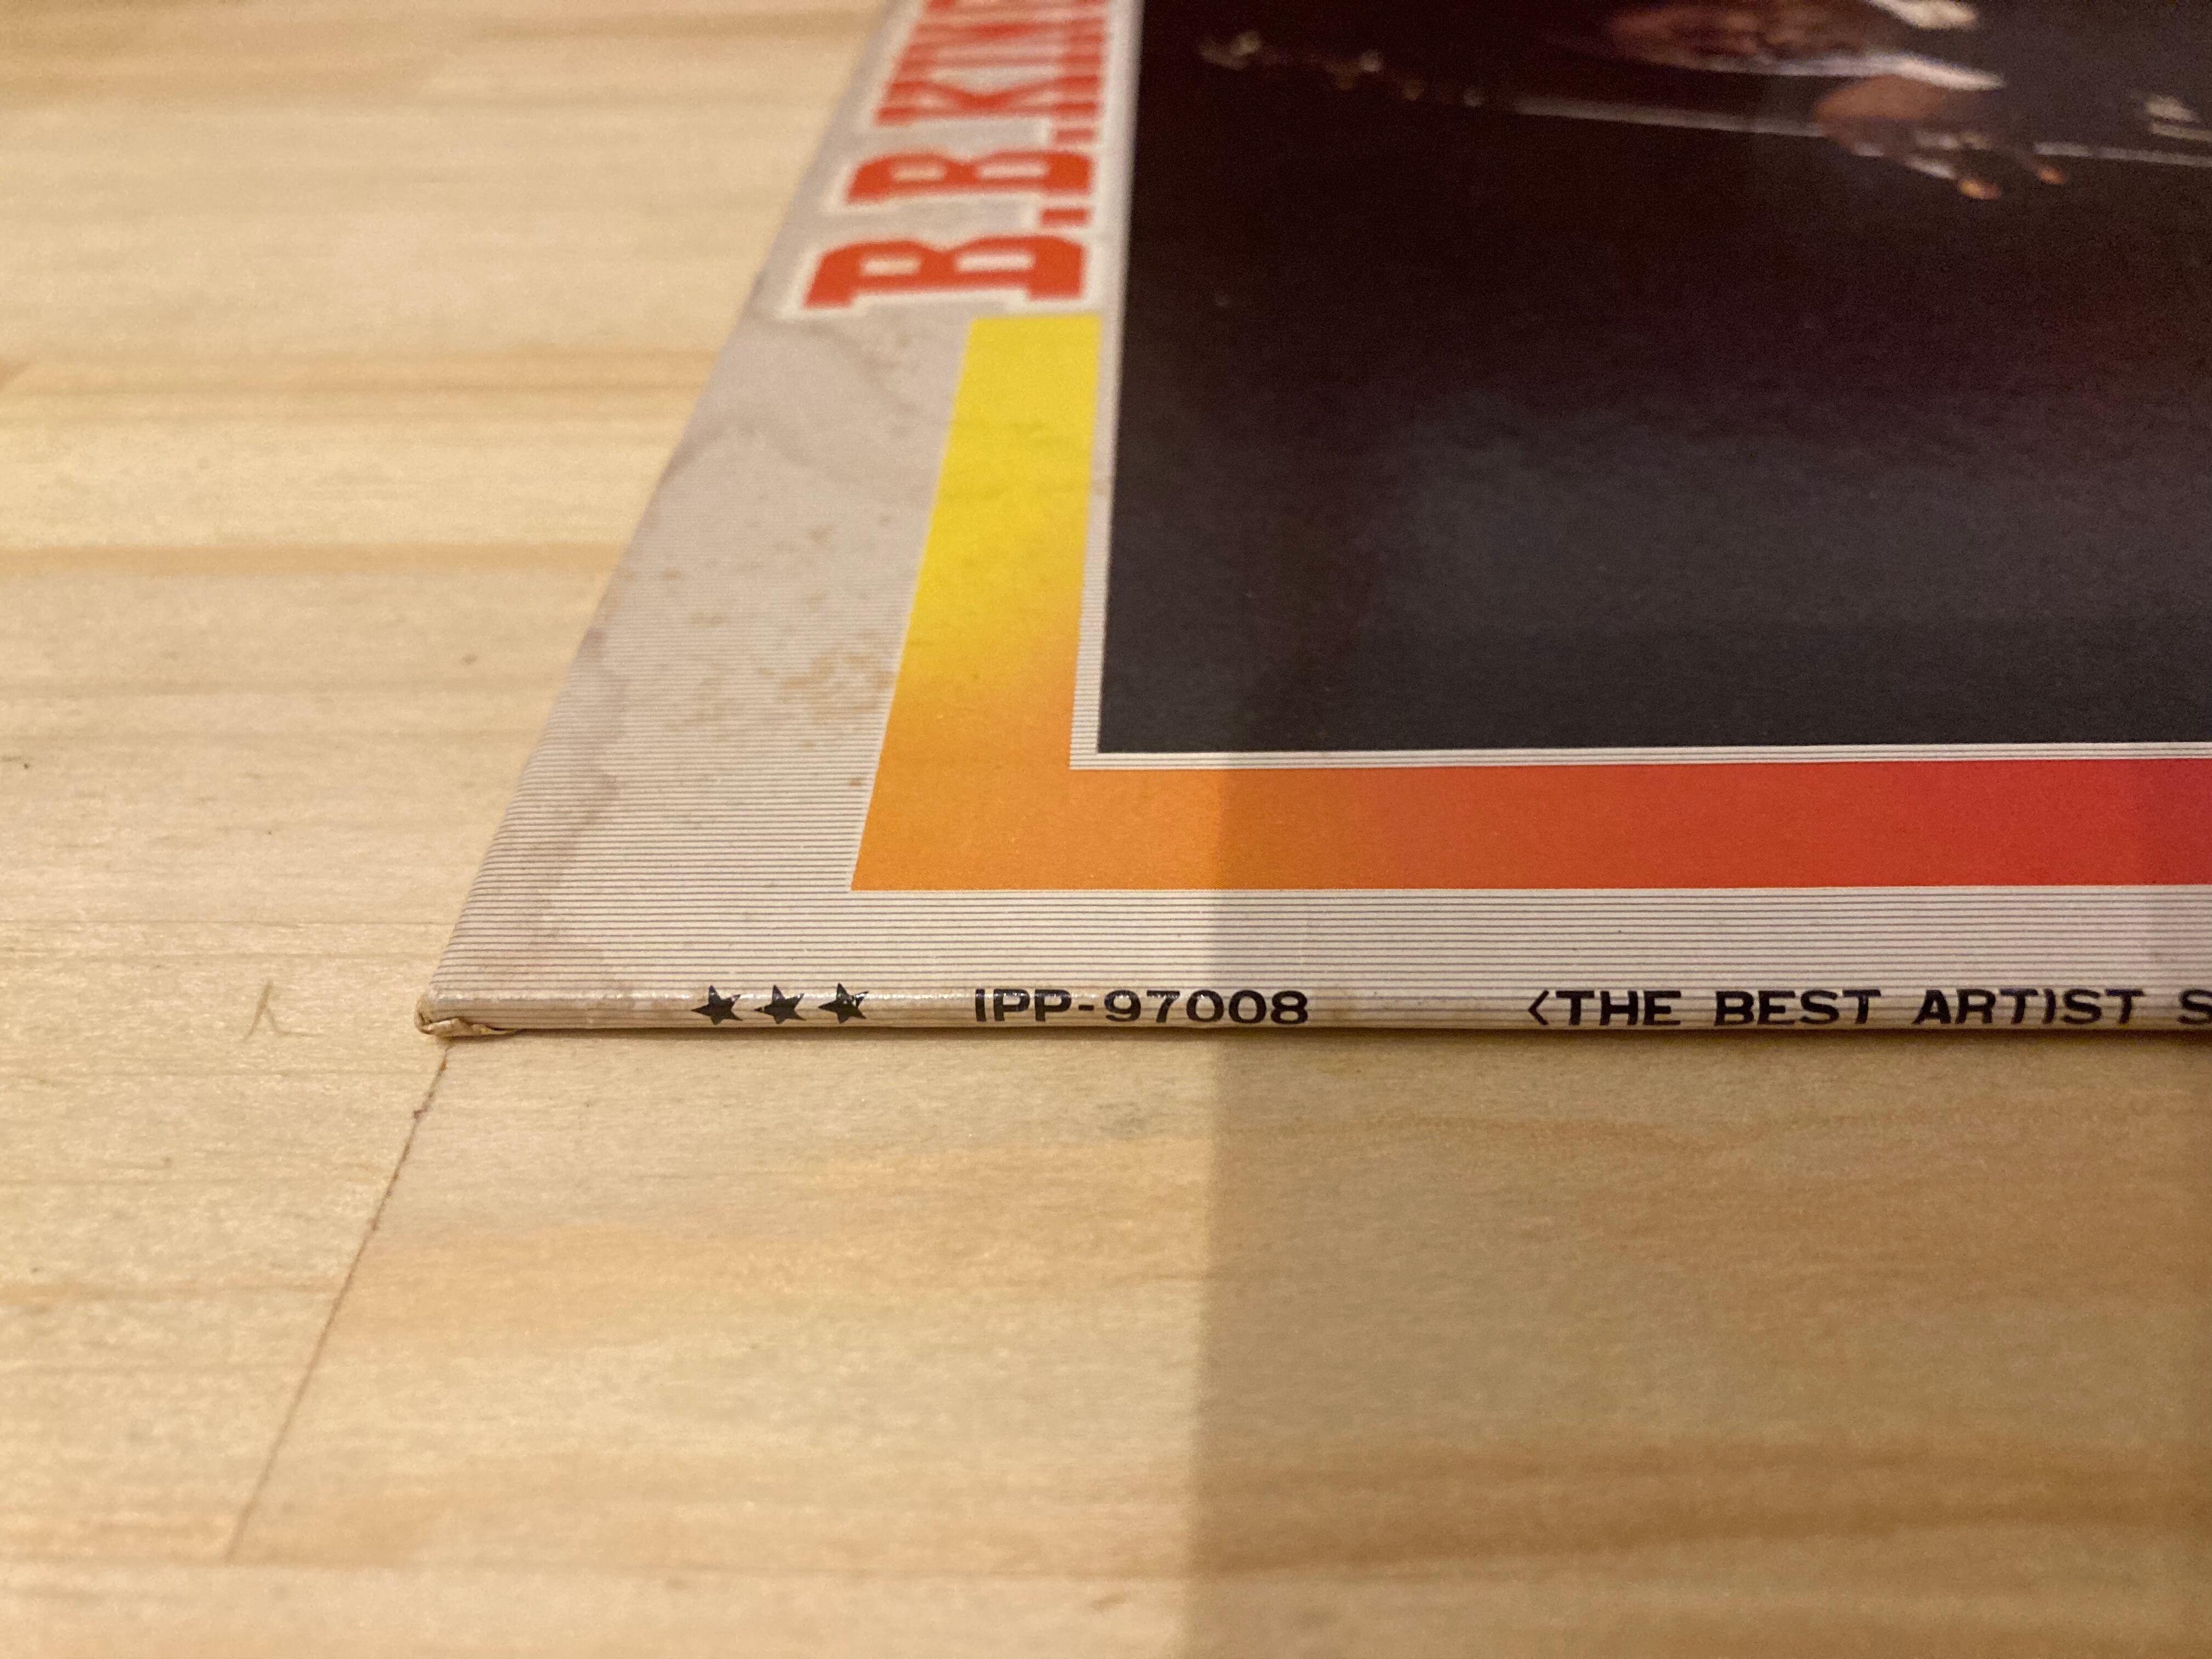 B.B.KING
★★★ IPP-97008 <THE BEST ARTIST S